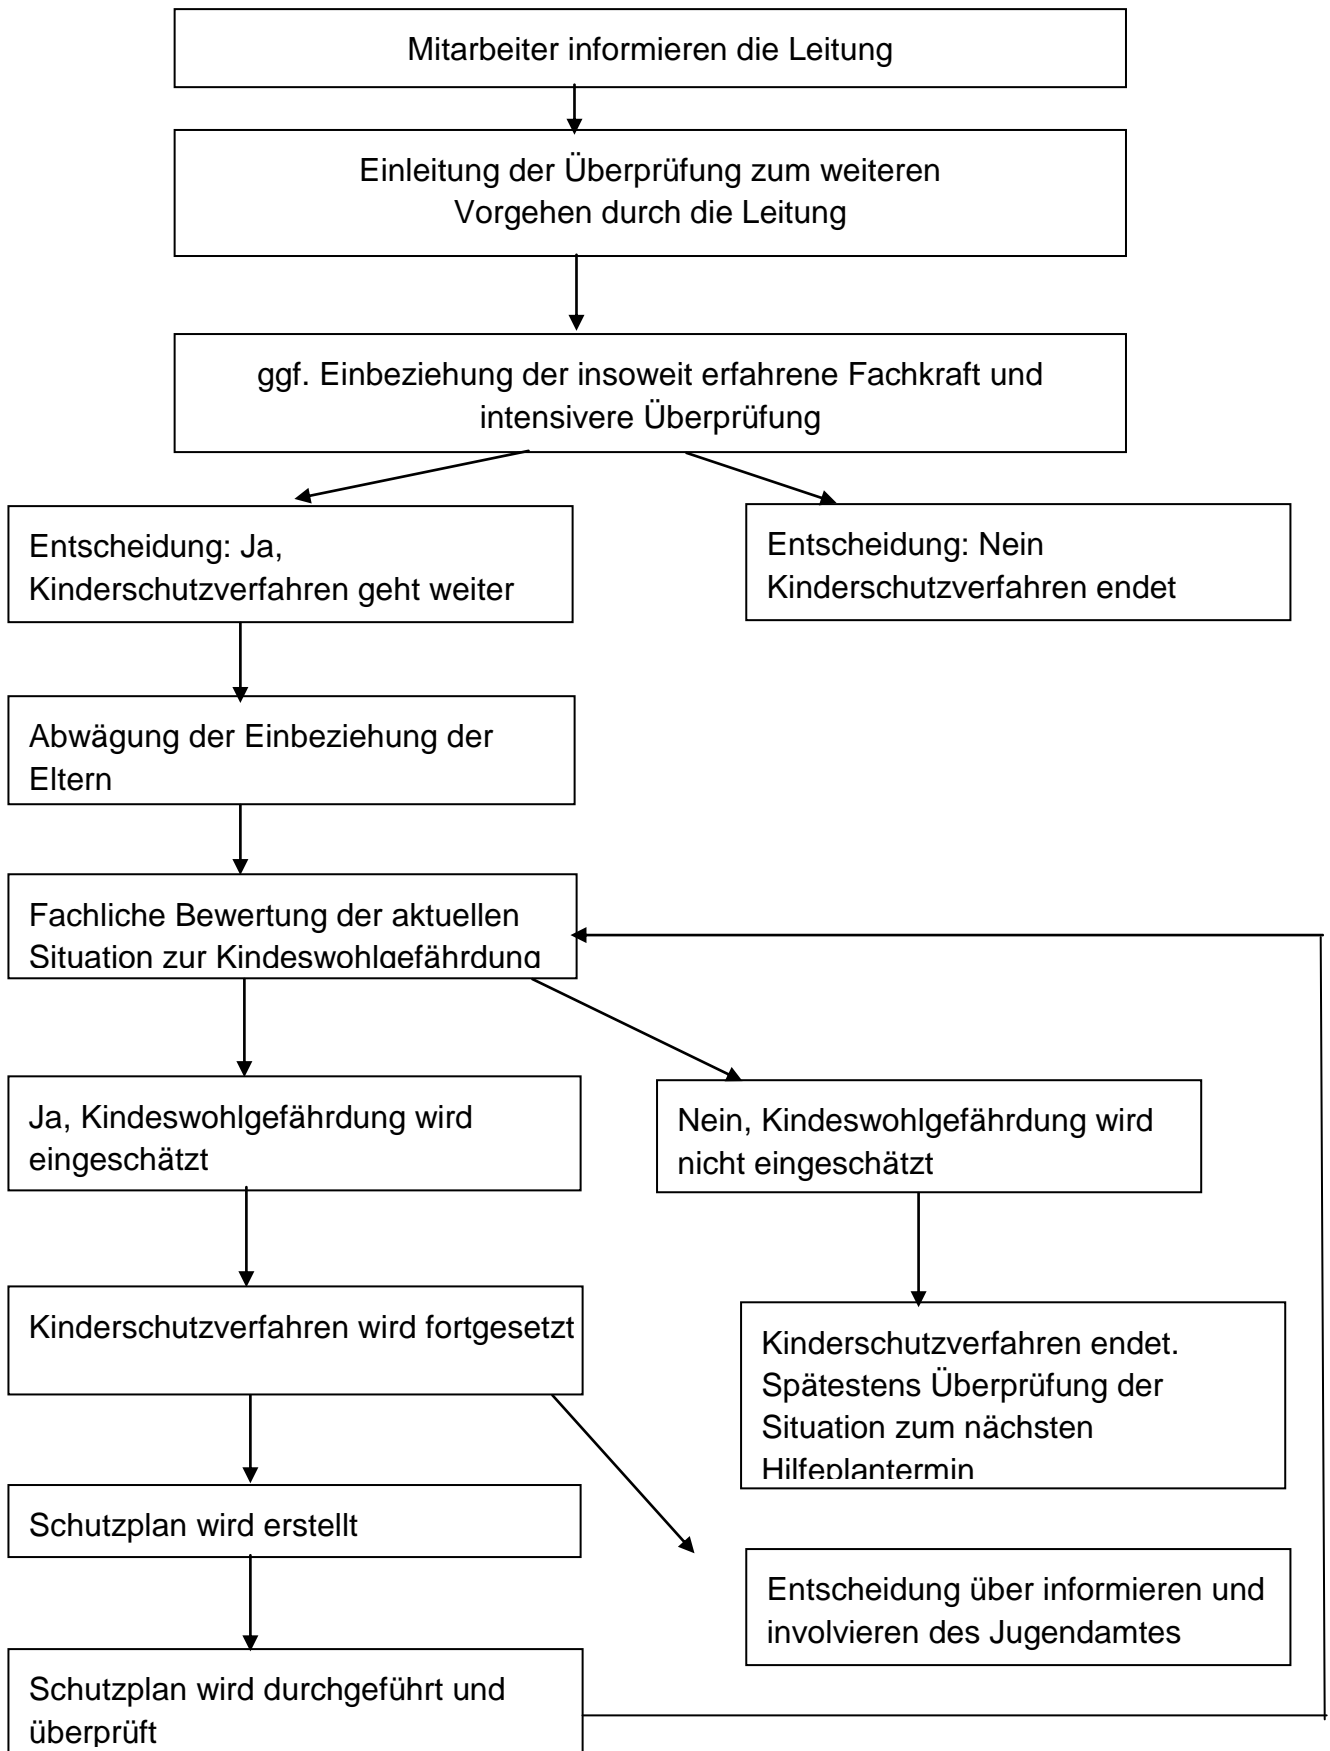 Mitarbeiter informieren die Leitung
Einleitung der Überprüfung zum weiteren
Vorgehen durch die Leitung
ggf. Einbeziehung der insoweit erfahrene Fachkraft und
intensivere Überprüfung
Entscheidung: Ja,
Kinderschutzverfahren geht weiter
Entscheidung: Nein
Kinderschutzverfahren endet
Abwägung der Einbeziehung der
Eltern
Fachliche Bewertung der aktuellen
Situation zur Kindeswohlgefährdung
Ja, Kindeswohlgefährdung wird
eingeschätzt
Nein, Kindeswohlgefährdung wird
nicht eingeschätzt
Kinderschutzverfahren wird fortgesetzt
Kinderschutzverfahren endet.
Spätestens Überprüfung der
Situation zum nächsten
Hilfeplantermin
Schutzplan wird erstellt
Entscheidung über informieren und
involvieren des Jugendamtes
Schutzplan wird durchgeführt und
überprüft